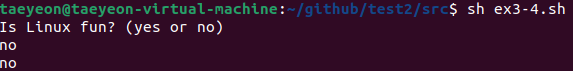 taeyeon@taeyeon-virtual-machine:~/github/test2/src$ sh ex3-4.sh
Is Linux fun? (yes or no)
no
no